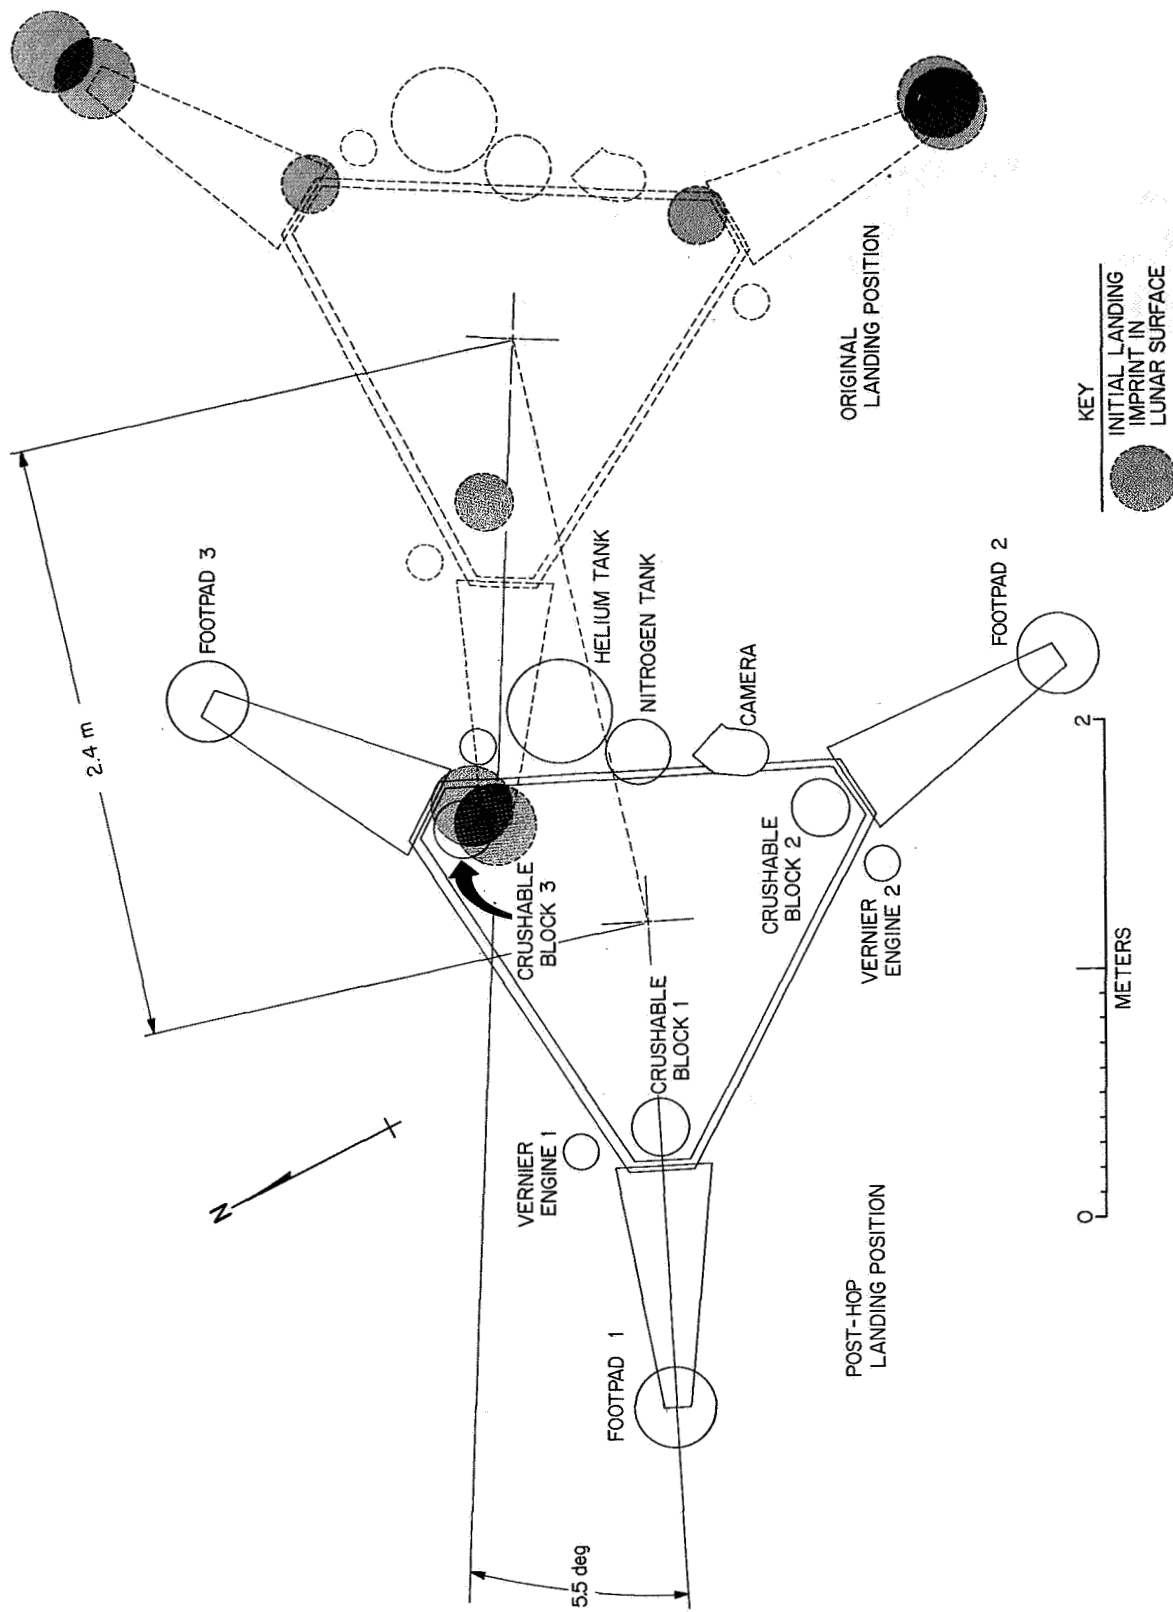 2.4 m
FOOTPAD 3
HELIUM TANK
NITROGEN TANK
CAMERA
FOOTPAD 2
ORIGINAL
LANDING POSITION
KEY
INITIAL LANDING
IMPRINT IN
LUNAR SURFACE
N
CRUSHABLE
BLOCK 3
CRUSHABLE
BLOCK 2
CRUSHABLE
BLOCK 1
VERNIER
ENGINE 2
VERNIER
ENGINE 1
FOOTPAD 1
POST-HOP
LANDING POSITION
5.5 deg
0
1
2
METERS